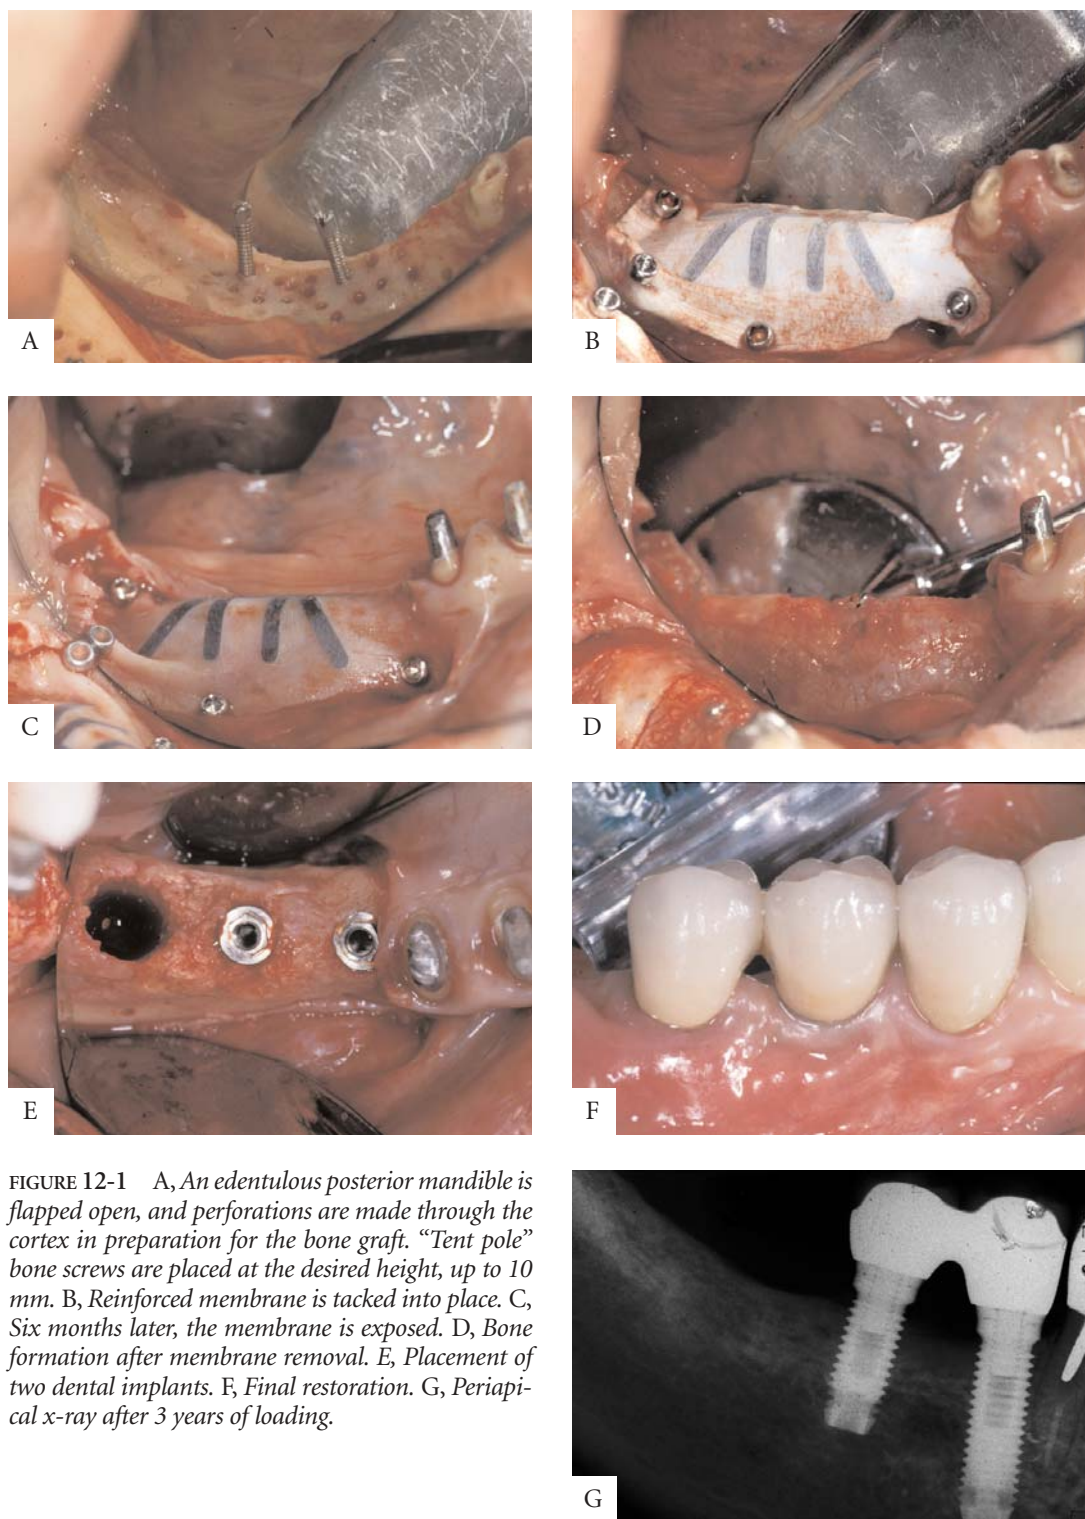 A
B
C
D
E
F
FIGURE 12-1 A, An edentulous posterior mandible is
flapped open, and perforations are made through the
cortex in preparation for the bone graft. “Tent pole”
bone screws are placed at the desired height, up to 10
mm. B, Reinforced membrane is tacked into place. C,
Six months later, the membrane is exposed. D, Bone
formation after membrane removal. E, Placement of
two dental implants. F, Final restoration. G, Periapi-
cal x-ray after 3 years of loading.
G